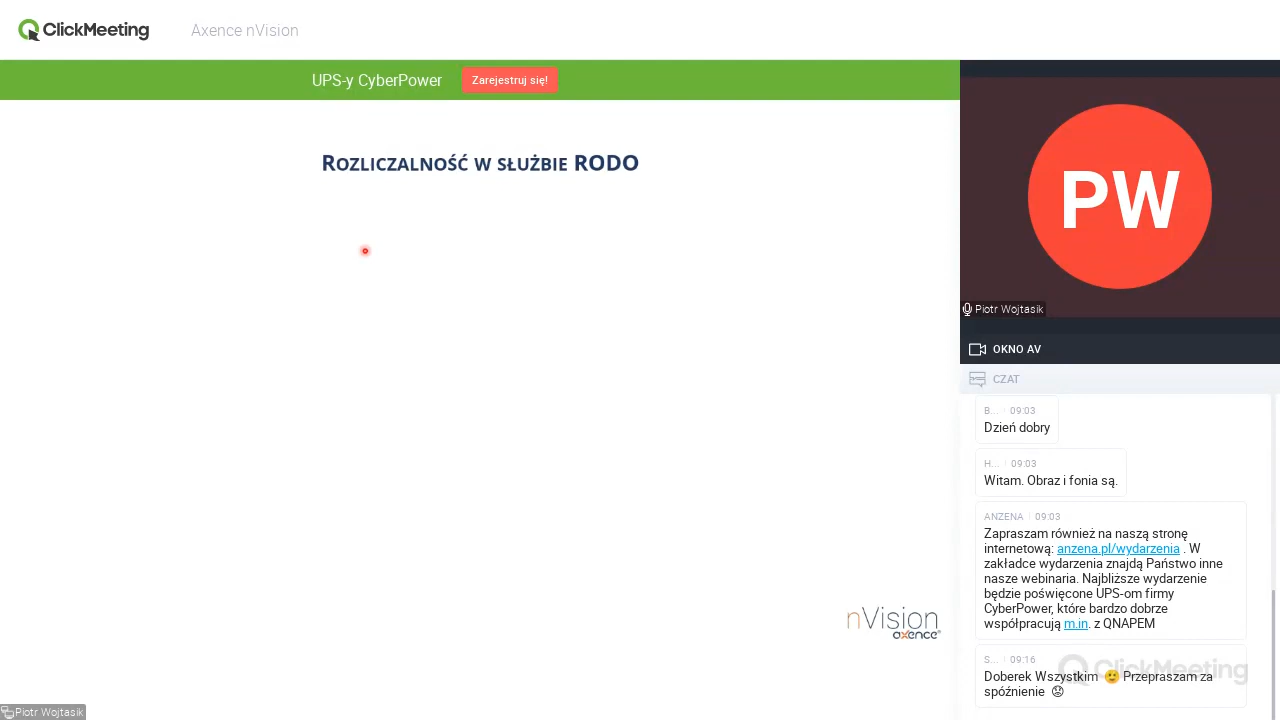 ClickMeeting
Axence nVision
UPS-y CyberPower
Zarejestruj się!
Rozliczalność w służbie RODO
nVision
axence®
Piotr Wojtasik
PW
Piotr Wojtasik
OKNO AV
CZAT
B... | 09:03
Dzień dobry
H... | 09:03
Witam. Obraz i fonia są.
ANZENA | 09:03
Zapraszam również na naszą stronę
internetową: anzena.pl/wydarzenia . W
zakładce wydarzenia znajdą Państwo inne
nasze webinaria. Najbliższe wydarzenie
będzie poświęcone UPS-om firmy
CyberPower, które bardzo dobrze
współpracują m.in. z QNAPEM
S... | 09:16
Doberek Wszystkim 🙂 Przepraszam za
spóźnienie 😟
ClickMeeting